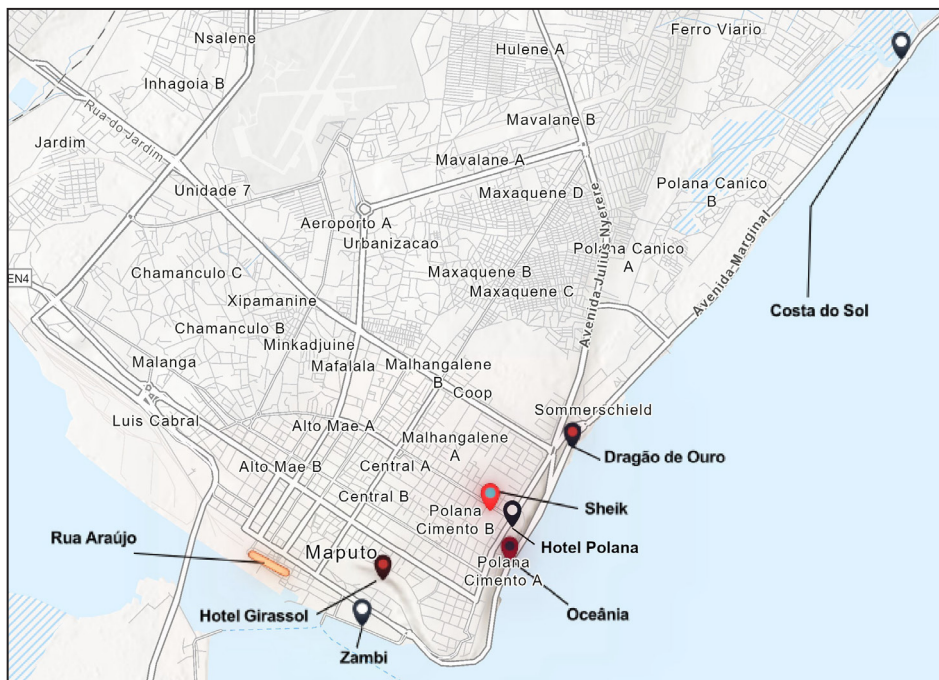 Nsalene
Hulene A
Ferro Viario
Inhagoia B
Rua do Jardim
Jardim
Mavalane B
Mavalane A
Unidade 7
Maxaquene D
Polana Canico
B
Aeroporto A
Urbanizacao
Avenida Julius Nyerere
Polana Canico
A
Avenida Marginal
EN4
Chamanculo C
Maxaquene B
Maxaquene C
Xipamanine
Costa do Sol
Chamanculo B
Minkadjuine
Malanga
Mafalala
Malhangalene
B
Coop
Luis Cabral
Sommerschield
Alto Mae A
Malhangalene
A
Dragão de Ouro
Alto Mae B
Central A
Central B
Sheik
Polana
Cimento B
Rua Araújo
Maputo
Hotel Polana
Polana
Cimento A
Hotel Girassol
Oceânia
Zambi